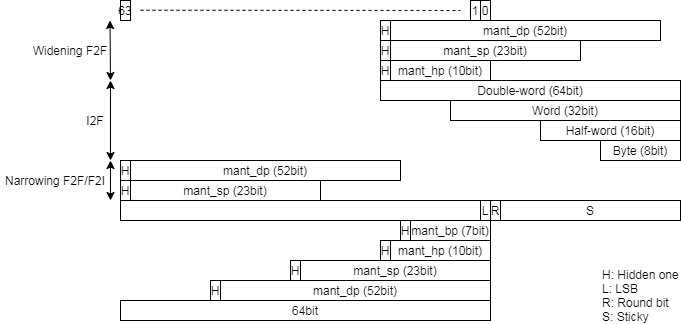 63 1 0
H mant_dp (52bit)
Widening F2F H mant_sp (23bit)
H mant_hp (10bit)
Double-word (64bit)
I2F Word (32bit)
Half-word (16bit)
Byte (8bit)
H mant_dp (52bit)
Narrowing F2F/F2I H mant_sp (23bit)
L R S
H mant_bp (7bit)
H mant_hp (10bit)
H mant_sp (23bit)
H mant_dp (52bit)
64bit
H: Hidden one
L: LSB
R: Round bit
S: Sticky